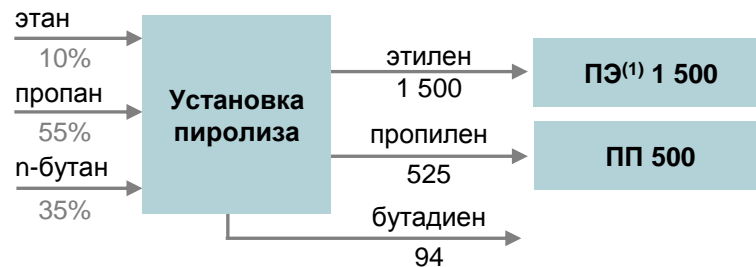 этан
10%
пропан
55%
n-бутан
35%
Установка
пиролиза
этилен
1 500
пропилен
525
бутадиен
94
ПЭ(1) 1 500
ПП 500